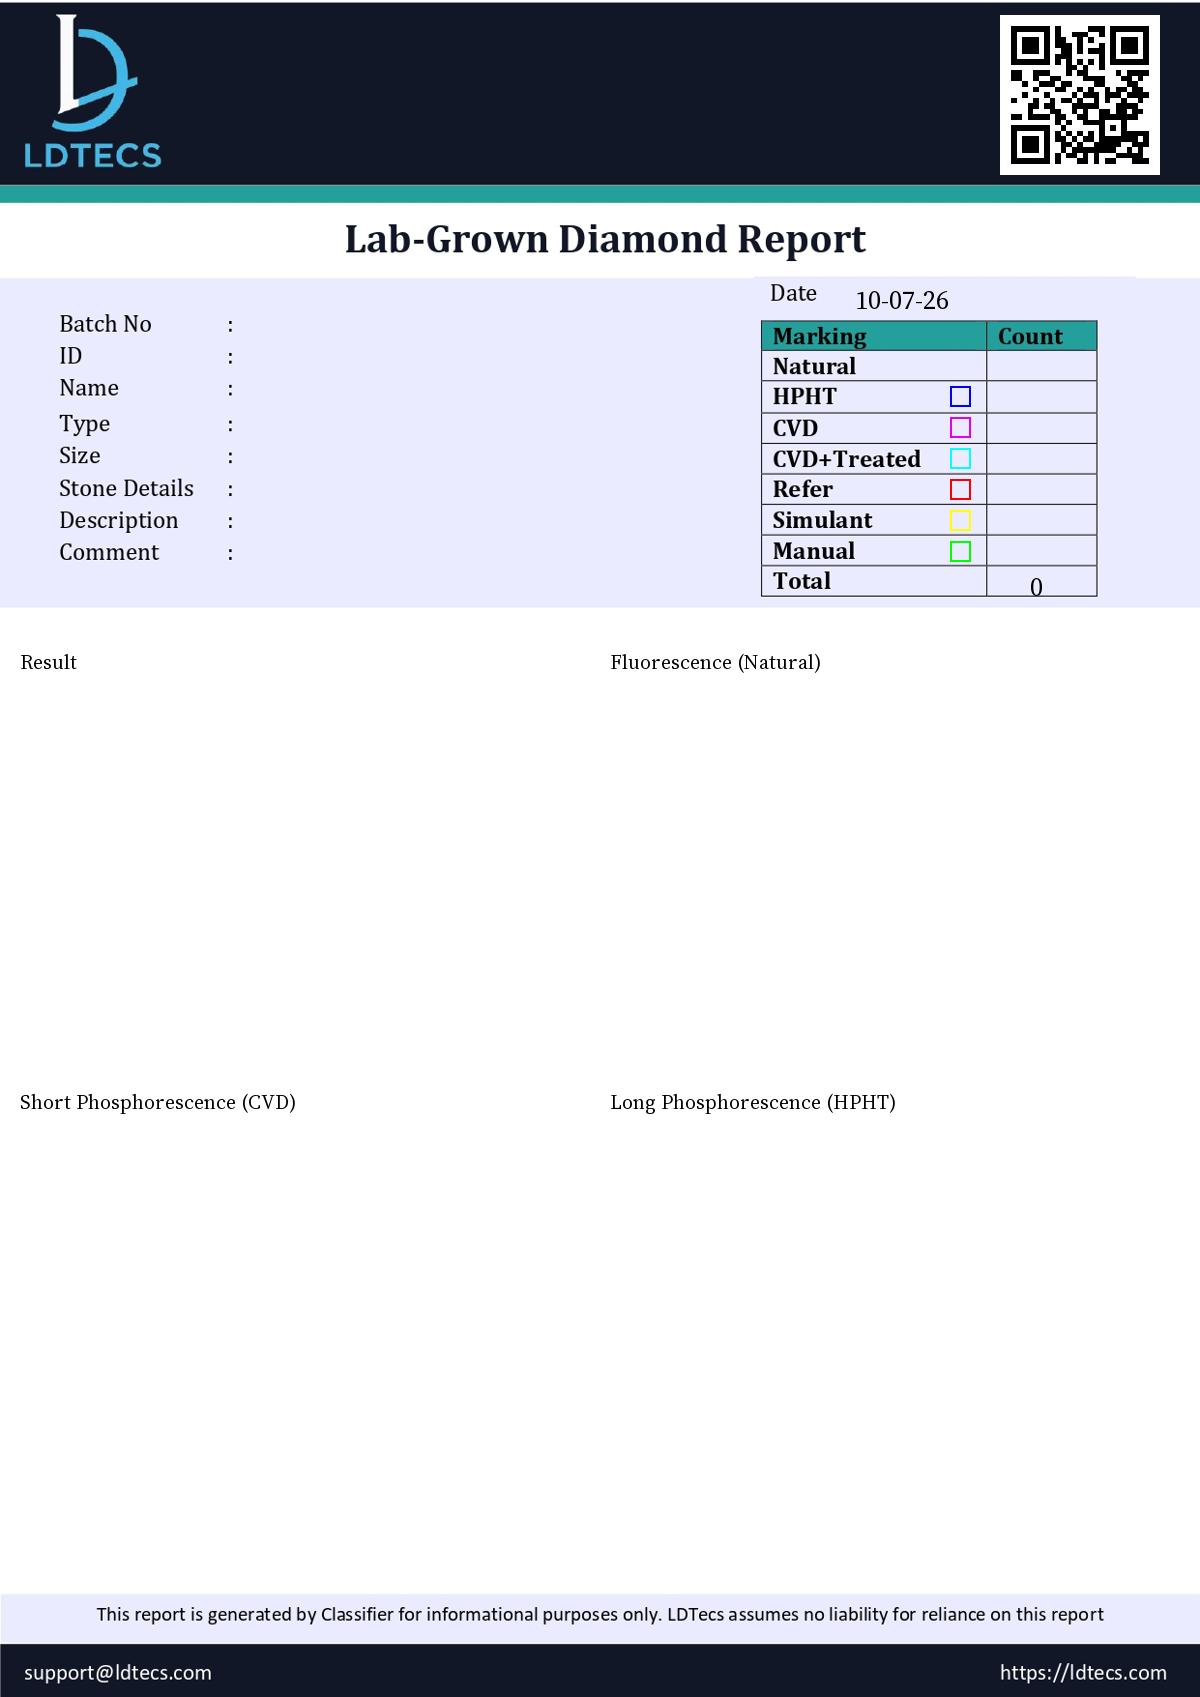 LDTECS
Lab-Grown Diamond Report
Date 10-07-26
Batch No :
ID :
Name :
Type :
Size :
Stone Details :
Description :
Comment :
Marking Count
Natural
HPHT
CVD
CVD+Treated
Refer
Simulant
Manual
Total 0
Result
Fluorescence (Natural)
Short Phosphorescence (CVD)
Long Phosphorescence (HPHT)
This report is generated by Classifier for informational purposes only. LDTecs assumes no liability for reliance on this report
support@ldtecs.com
https://ldtecs.com